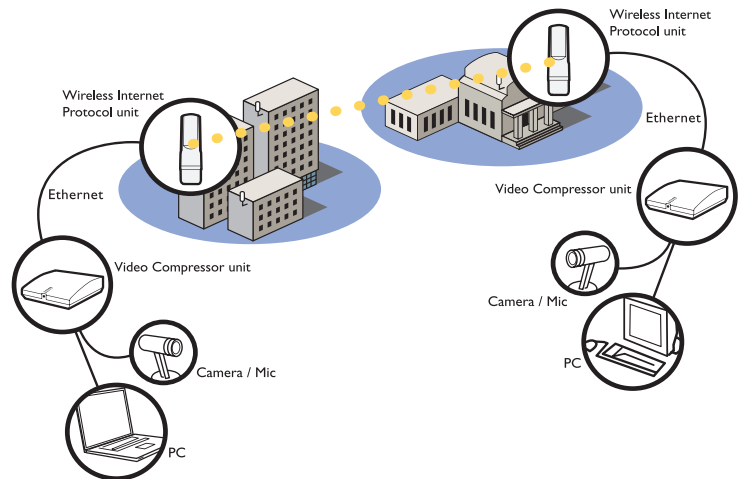 Wireless Internet
Protocol unit
Wireless Internet
Protocol unit
Ethernet
Ethernet
Video Compressor unit
Video Compressor unit
Camera / Mic
PC
Camera / Mic
PC